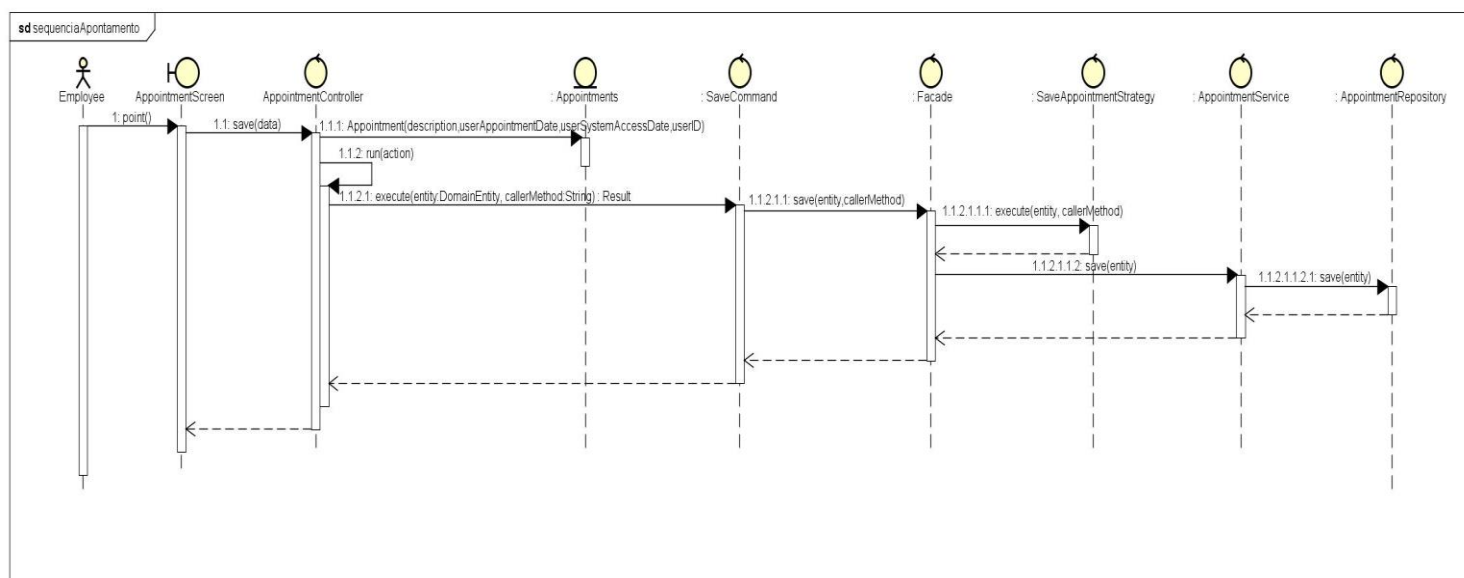 sd sequenciaApontamento
Employee
AppointmentScreen
AppointmentController
: Appointments
: SaveCommand
: Facade
: SaveAppointmentStrategy
: AppointmentService
: AppointmentRepository
1: point()
1.1: save(data)
1.1.1: Appointment(description,userAppointmentDate,userSystemAccessDate,userID)
1.1.2: run(action)
1.1.2.1: execute(entity:DomainEntity, callerMethod:String) : Result
1.1.2.1.1: save(entity,callerMethod)
1.1.2.1.1.1: execute(entity, callerMethod)
1.1.2.1.1.2: save(entity)
1.1.2.1.1.2.1: save(entity)